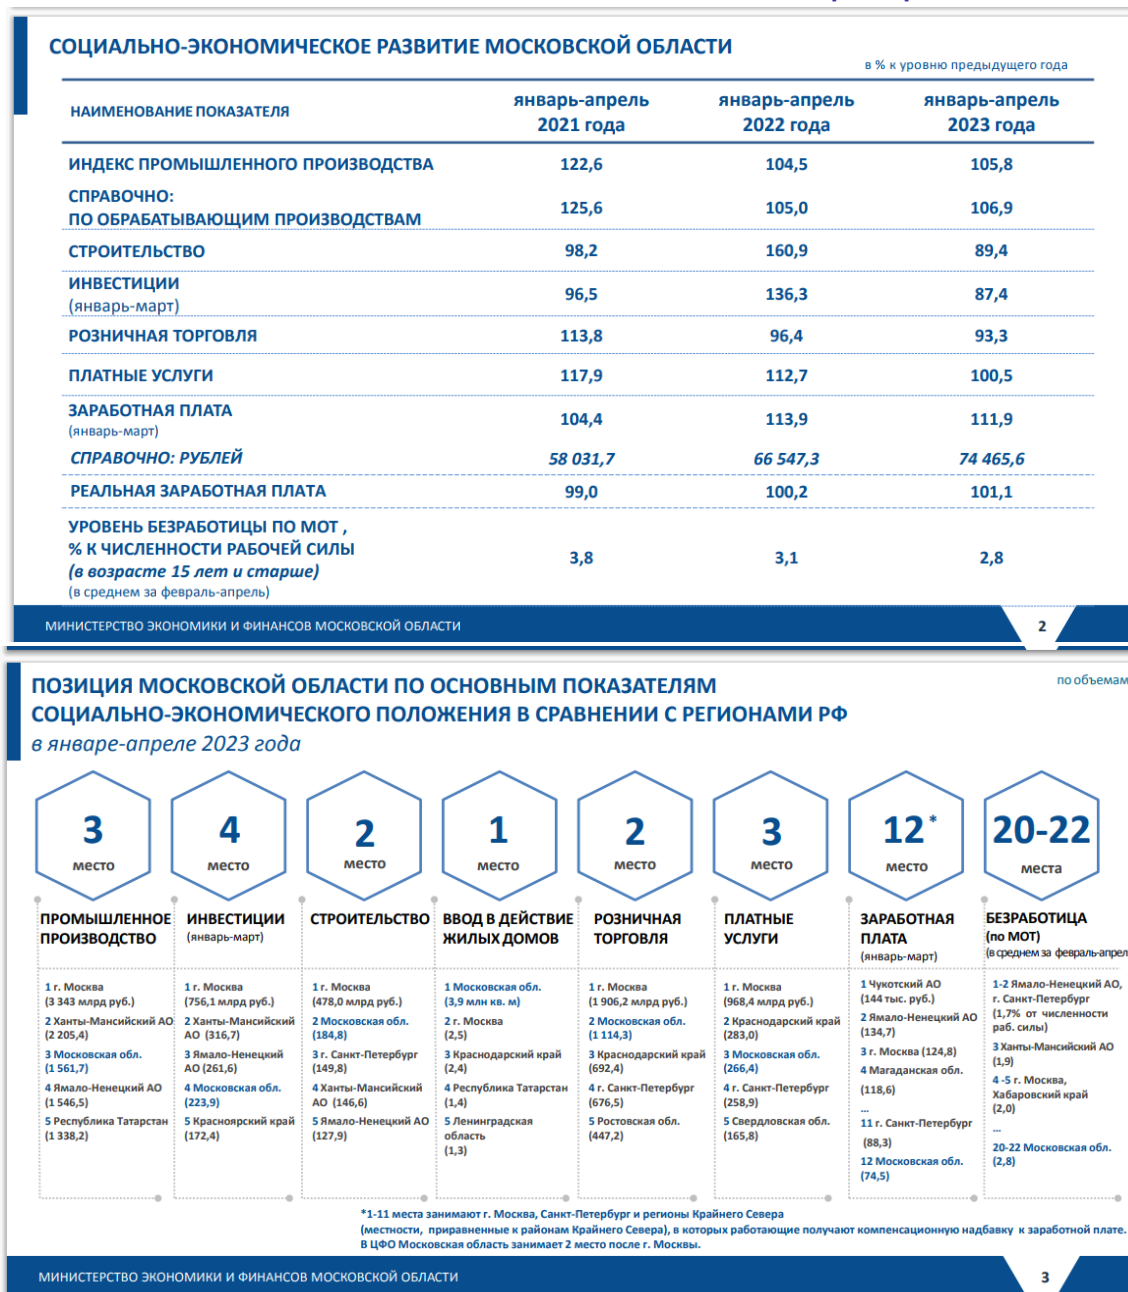 СОЦИАЛЬНО-ЭКОНОМИЧЕСКОЕ РАЗВИТИЕ МОСКОВСКОЙ ОБЛАСТИ
в % к уровню предыдущего года
НАИМЕНОВАНИЕ ПОКАЗАТЕЛЯ
январь-апрель 2021 года
январь-апрель 2022 года
январь-апрель 2023 года
ИНДЕКС ПРОМЫШЛЕННОГО ПРОИЗВОДСТВА 122,6 104,5 105,8
СПРАВОЧНО:
ПО ОБРАБАТЫВАЮЩИМ ПРОИЗВОДСТВАМ 125,6 105,0 106,9
СТРОИТЕЛЬСТВО 98,2 160,9 89,4
ИНВЕСТИЦИИ
(январь-март) 96,5 136,3 87,4
РОЗНИЧНАЯ ТОРГОВЛЯ 113,8 96,4 93,3
ПЛАТНЫЕ УСЛУГИ 117,9 112,7 100,5
ЗАРАБОТНАЯ ПЛАТА
(январь-март) 104,4 113,9 111,9
СПРАВОЧНО: РУБЛЕЙ 58 031,7 66 547,3 74 465,6
РЕАЛЬНАЯ ЗАРАБОТНАЯ ПЛАТА 99,0 100,2 101,1
УРОВЕНЬ БЕЗРАБОТИЦЫ ПО МОТ ,
% К ЧИСЛЕННОСТИ РАБОЧЕЙ СИЛЫ
(в возрасте 15 лет и старше)
(в среднем за февраль-апрель) 3,8 3,1 2,8
МИНИСТЕРСТВО ЭКОНОМИКИ И ФИНАНСОВ МОСКОВСКОЙ ОБЛАСТИ
2
ПОЗИЦИЯ МОСКОВСКОЙ ОБЛАСТИ ПО ОСНОВНЫМ ПОКАЗАТЕЛЯМ
СОЦИАЛЬНО-ЭКОНОМИЧЕСКОГО ПОЛОЖЕНИЯ В СРАВНЕНИИ С РЕГИОНАМИ РФ
в январе-апреле 2023 года
по объемам
3
место
ПРОМЫШЛЕННОЕ
ПРОИЗВОДСТВО
1 г. Москва
(3 343 млрд руб.)
2 Ханты-Мансийский АО
(2 205,4)
3 Московская обл.
(1 561,7)
4 Ямало-Ненецкий АО
(1 546,5)
5 Республика Татарстан
(1 338,2)
4
место
ИНВЕСТИЦИИ
(январь-март)
1 г. Москва
(756,1 млрд руб.)
2 Ханты-Мансийский
АО (316,7)
3 Ямало-Ненецкий
АО (261,6)
4 Московская обл.
(223,9)
5 Красноярский край
(172,4)
2
место
СТРОИТЕЛЬСТВО
1 г. Москва
(478,0 млрд руб.)
2 Московская обл.
(184,8)
3 г. Санкт-Петербург
(149,8)
4 Ханты-Мансийский
АО (146,6)
5 Ямало-Ненецкий АО
(127,9)
1
место
ВВОД В ДЕЙСТВИЕ
ЖИЛЫХ ДОМОВ
1 Московская обл.
(3,9 млн кв. м)
2 г. Москва
(2,5)
3 Краснодарский край
(2,4)
4 Республика Татарстан
(1,4)
5 Ленинградская
область
(1,3)
2
место
РОЗНИЧНАЯ
ТОРГОВЛЯ
1 г. Москва
(1 906,2 млрд руб.)
2 Московская обл.
(1 114,3)
3 Краснодарский край
(692,4)
4 г. Санкт-Петербург
(676,5)
5 Ростовская обл.
(447,2)
3
место
ПЛАТНЫЕ
УСЛУГИ
1 г. Москва
(968,4 млрд руб.)
2 Краснодарский край
(283,0)
3 Московская обл.
(266,4)
4 г. Санкт-Петербург
(258,9)
5 Свердловская обл.
(165,8)
12*
место
ЗАРАБОТНАЯ
ПЛАТА
(январь-март)
1 Чукотский АО
(144 тыс. руб.)
2 Ямало-Ненецкий АО
(134,7)
3 г. Москва (124,8)
4 Магаданская обл.
(118,6)
...
11 г. Санкт-Петербург
(88,3)
12 Московская обл.
(74,5)
20-22
места
БЕЗРАБОТИЦА
(по МОТ)
(в среднем за февраль-апрел
1-2 Ямало-Ненецкий АО,
г. Санкт-Петербург
(1,7% от численности
раб. силы)
3 Ханты-Мансийский АО
(1,9)
4 -5 г. Москва,
Хабаровский край
(2,0)
...
20-22 Московская обл.
(2,8)
*1-11 места занимают г. Москва, Санкт-Петербург и регионы Крайнего Севера
(местности, приравненные к районам Крайнего Севера), в которых работающие получают компенсационную надбавку к заработной плате.
В ЦФО Московская область занимает 2 место после г. Москвы.
МИНИСТЕРСТВО ЭКОНОМИКИ И ФИНАНСОВ МОСКОВСКОЙ ОБЛАСТИ
3